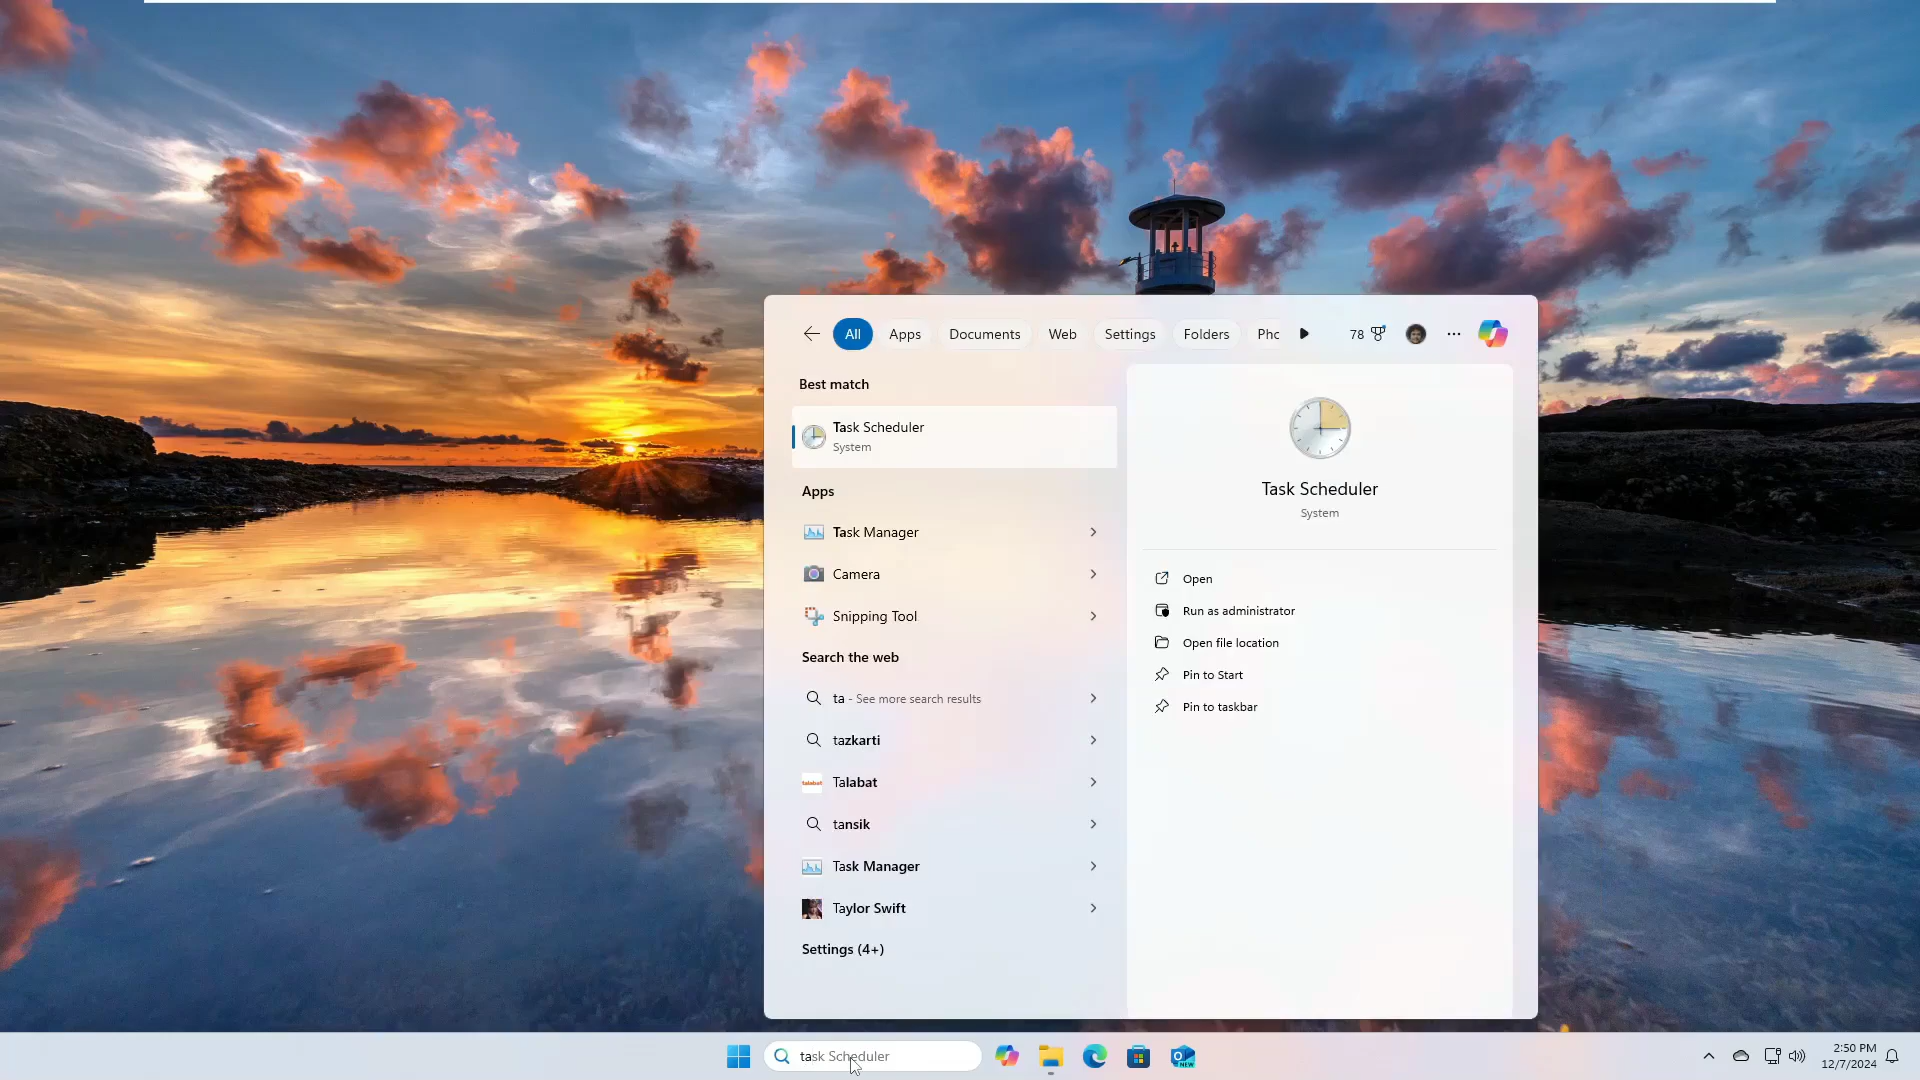 All
Apps
Documents
Web
Settings
Folders
Phc
78
Best match
Task Scheduler
System
Apps
Task Manager
Camera
Snipping Tool
Search the web
ta - See more search results
tazkarti
Talabat
tansik
Task Manager
Taylor Swift
Settings (4+)
Task Scheduler
System
Open
Run as administrator
Open file location
Pin to Start
Pin to taskbar
task Scheduler
2:50 PM
12/7/2024